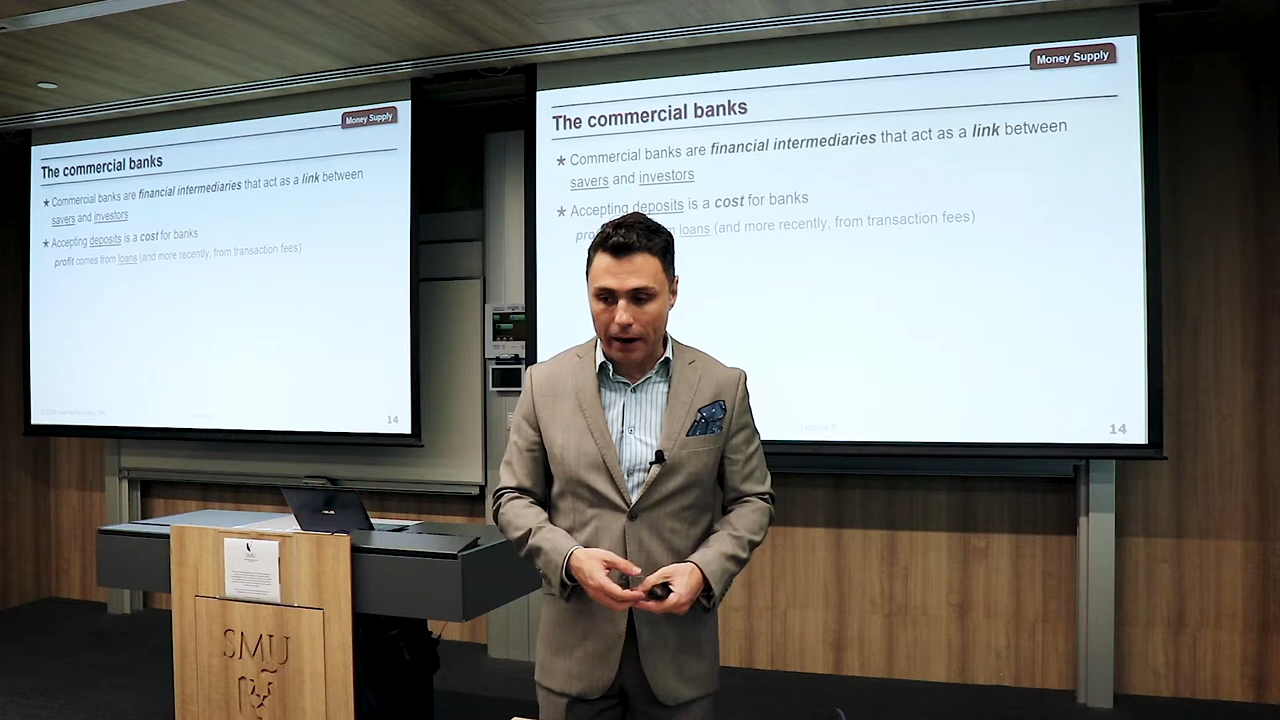 Money Supply
The commercial banks
★ Commercial banks are financial intermediaries that act as a link between
savers and investors
★ Accepting deposits is a cost for banks
profit comes from loans (and more recently, from transaction fees)
14
Money Supply
The commercial banks
★ Commercial banks are financial intermediaries that act as a link between
savers and investors
★ Accepting deposits is a cost for banks
loans (and more recently, from transaction fees)
Lecture 9
14
SMU